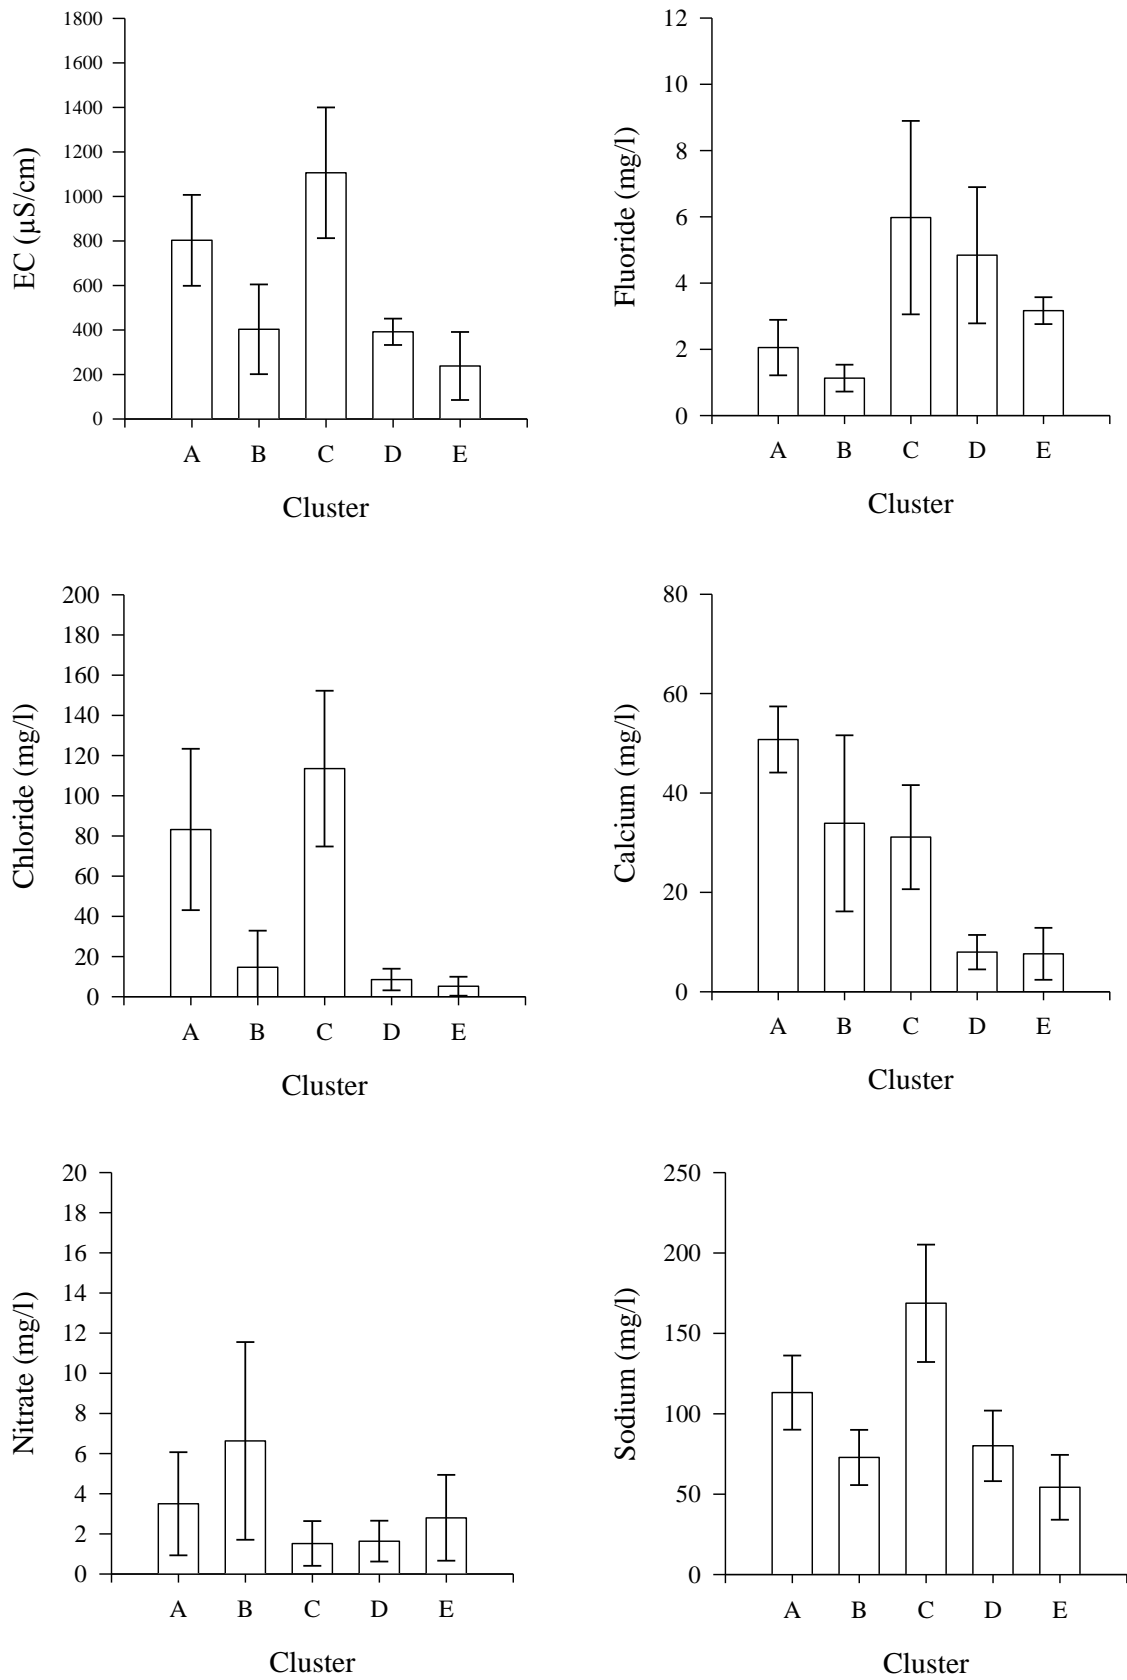 EC (µS/cm)
1800
1600
1400
1200
1000
800
600
400
200
0
A B C D E
Cluster
Fluoride (mg/l)
12
10
8
6
4
2
0
A B C D E
Cluster
Chloride (mg/l)
200
180
160
140
120
100
80
60
40
20
0
A B C D E
Cluster
Calcium (mg/l)
80
60
40
20
0
A B C D E
Cluster
Nitrate (mg/l)
20
18
16
14
12
10
8
6
4
2
0
A B C D E
Cluster
Sodium (mg/l)
250
200
150
100
50
0
A B C D E
Cluster